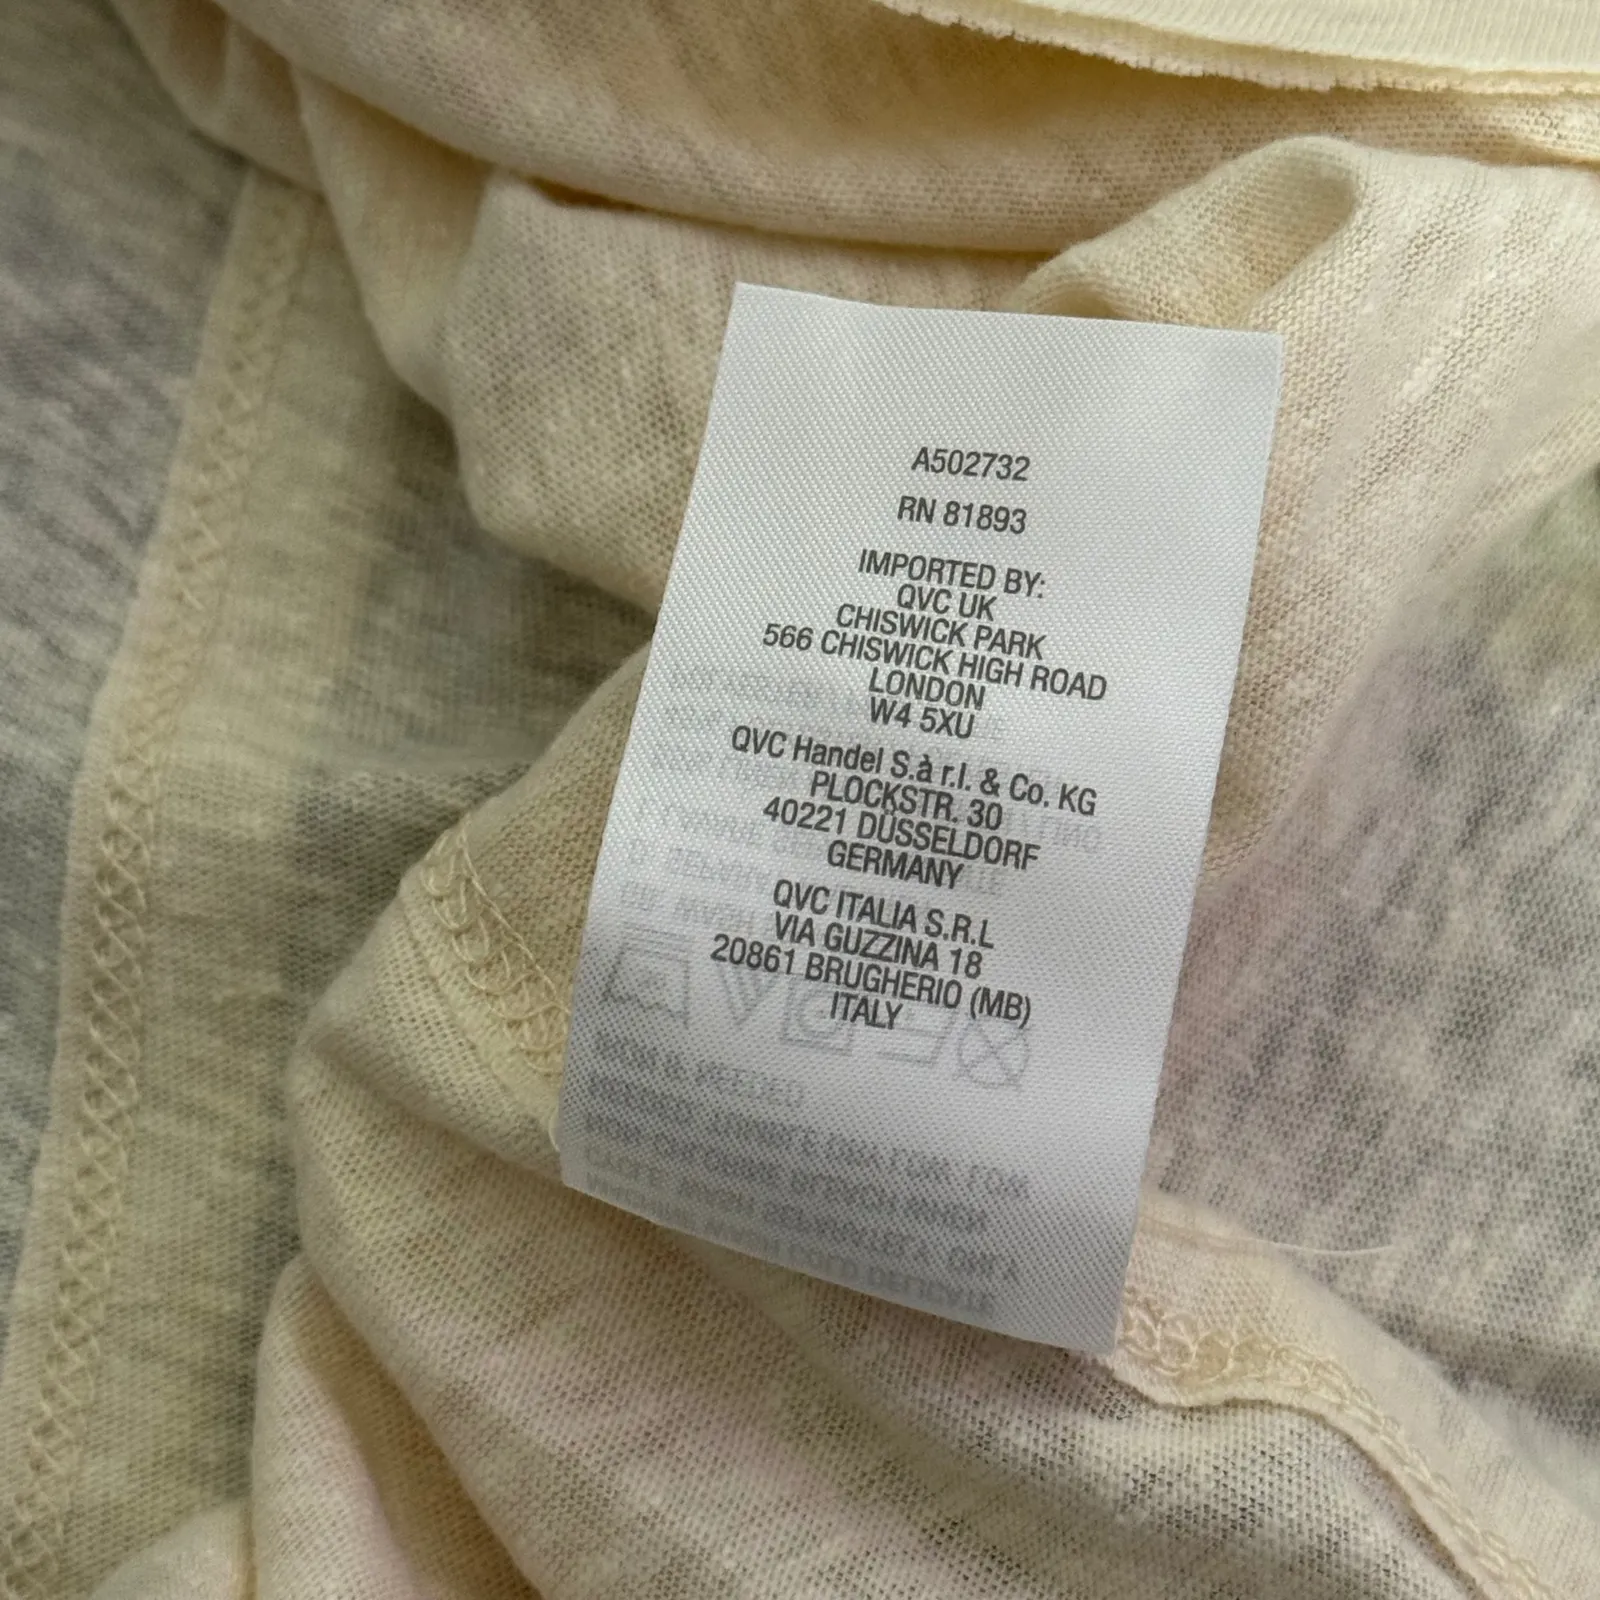 A502732
RN 81893
IMPORTED BY:
QVC UK
CHISWICK PARK
566 CHISWICK HIGH ROAD
LONDON
W4 5XU
QVC Handel S.à r.l. & Co. KG
PLOCKSTR. 30
40221 DÜSSELDORF
GERMANY
QVC ITALIA S.R.L
VIA GUZZINA 18
20861 BRUGHERIO (MB)
ITALY